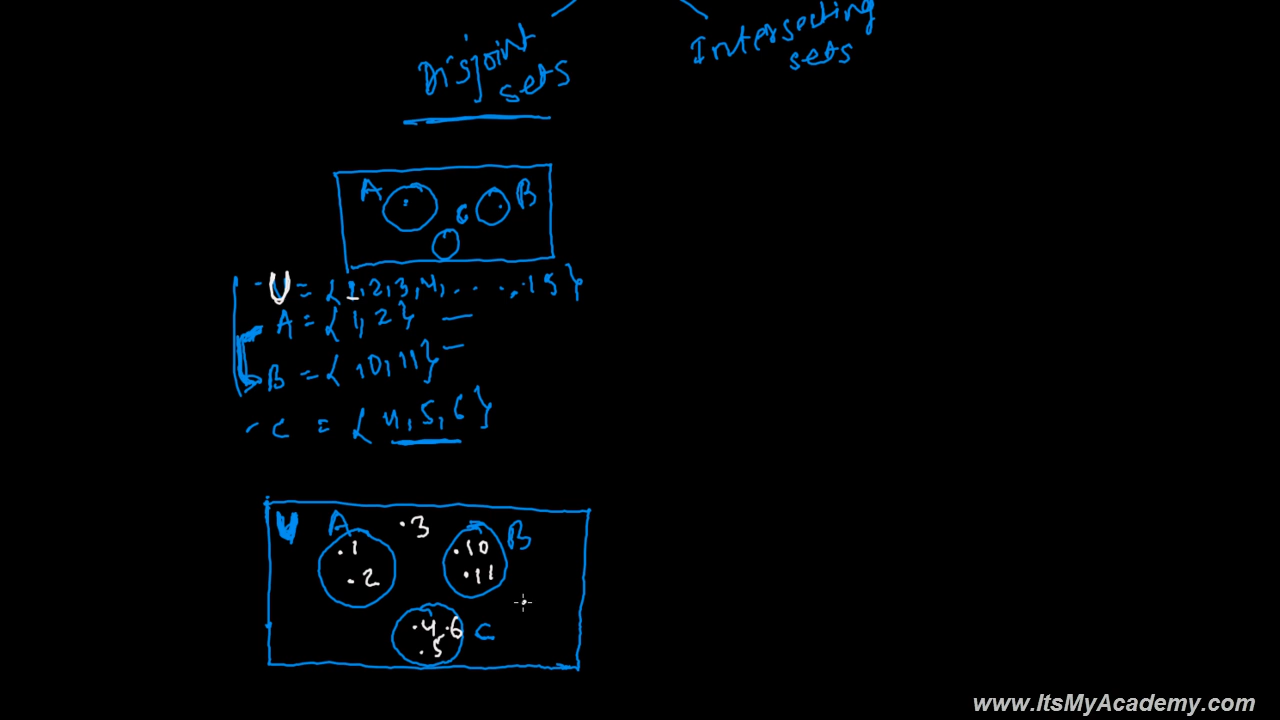 Disjoint sets
Intersecting sets
A
B
C
U = {1,2,3,4,.......15}
A = {1,2} —
B = {10,11} —
C = {4,5,6}
U
A
.3
B
.1
.2
.10
.11
.4 .6
.5
C
www.ItsMyAcademy.com